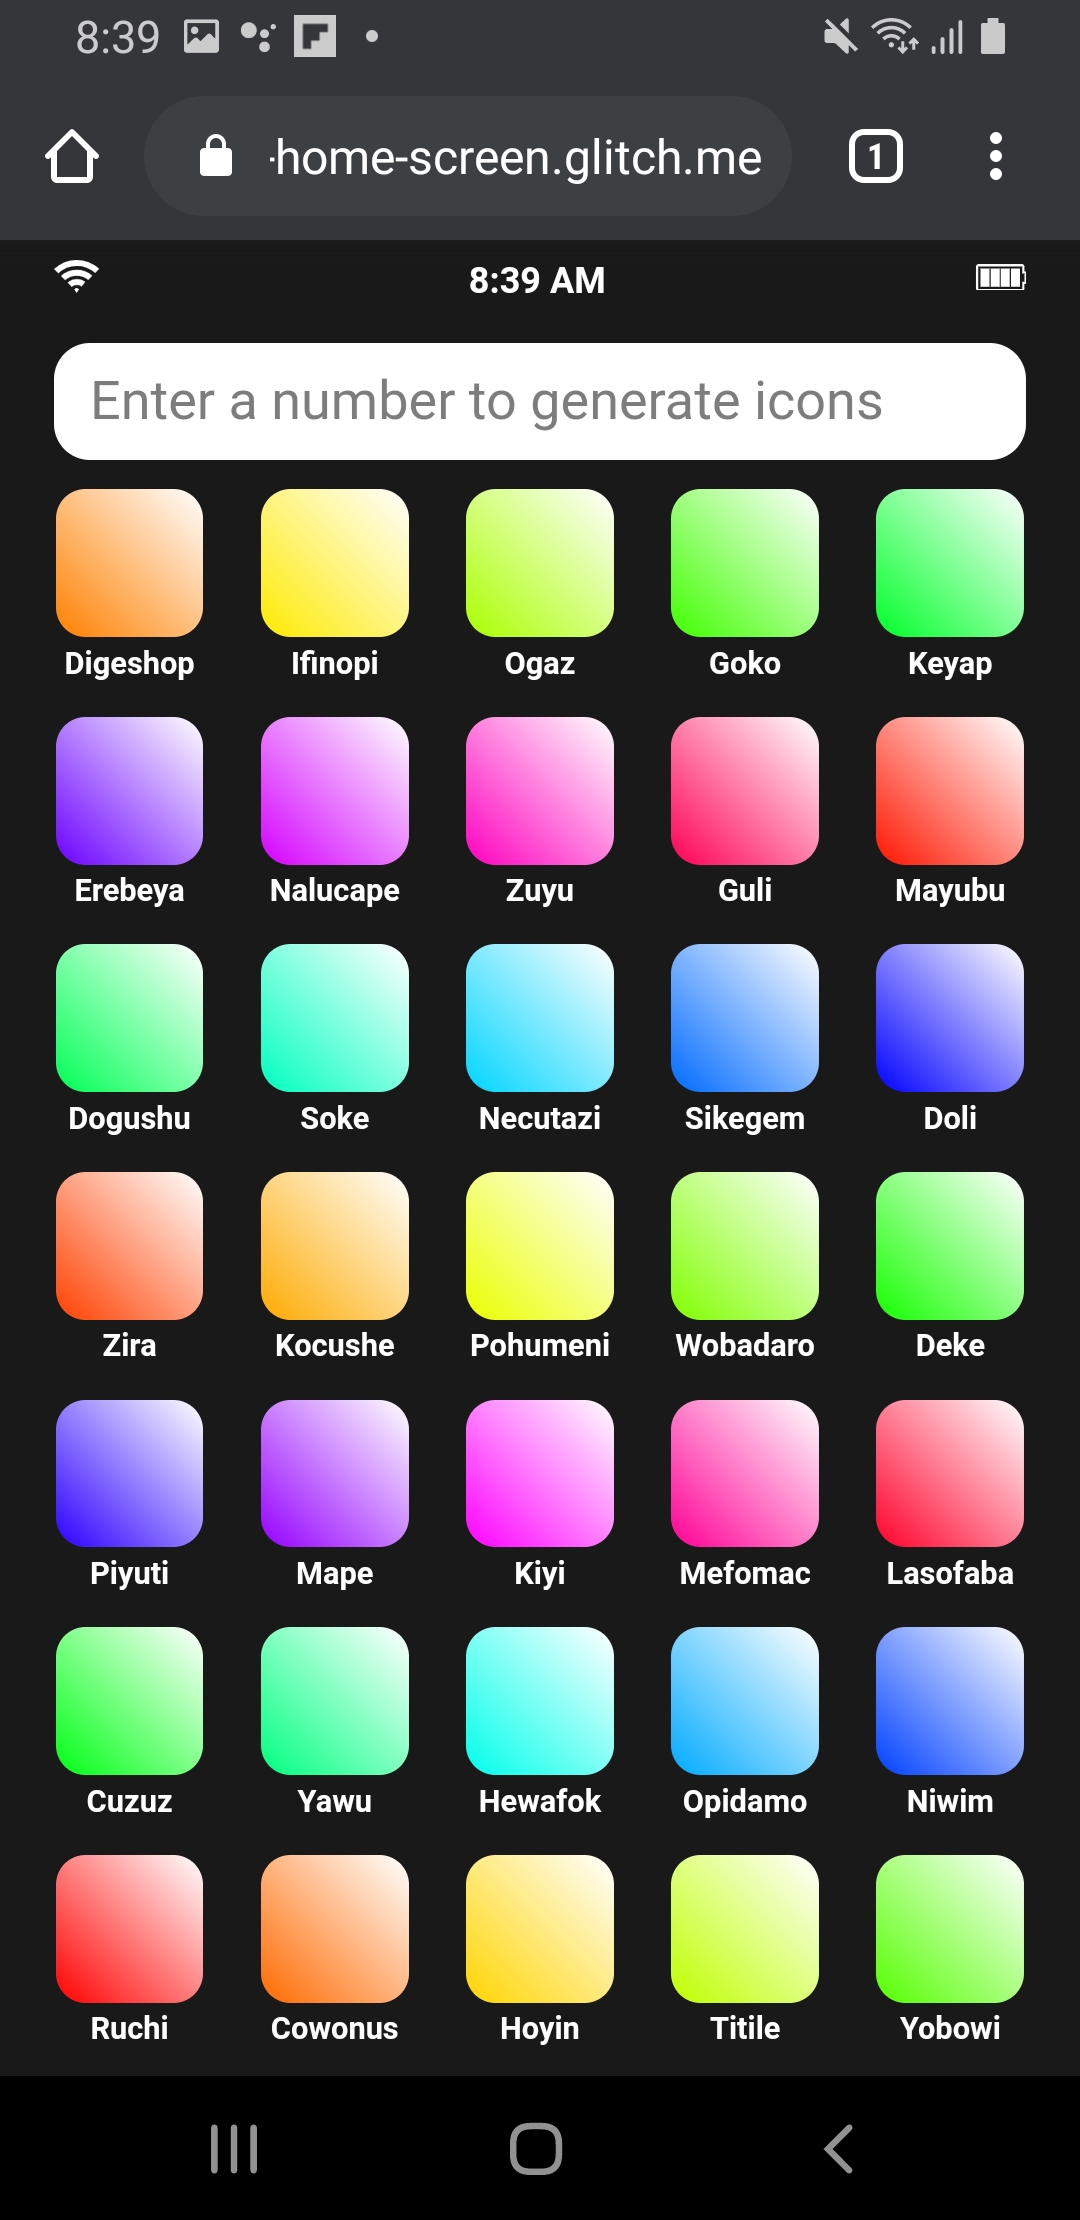 8:39
-home-screen.glitch.me
1
8:39 AM
Enter a number to generate icons
Digeshop Ifinopi Ogaz Goko Keyap
Erebeya Nalucape Zuyu Guli Mayubu
Dogushu Soke Necutazi Sikegem Doli
Zira Kocushe Pohumeni Wobadaro Deke
Piyuti Mape Kiyi Mefomac Lasofaba
Cuzuz Yawu Hewafok Opidamo Niwim
Ruchi Cowonus Hoyin Titile Yobowi